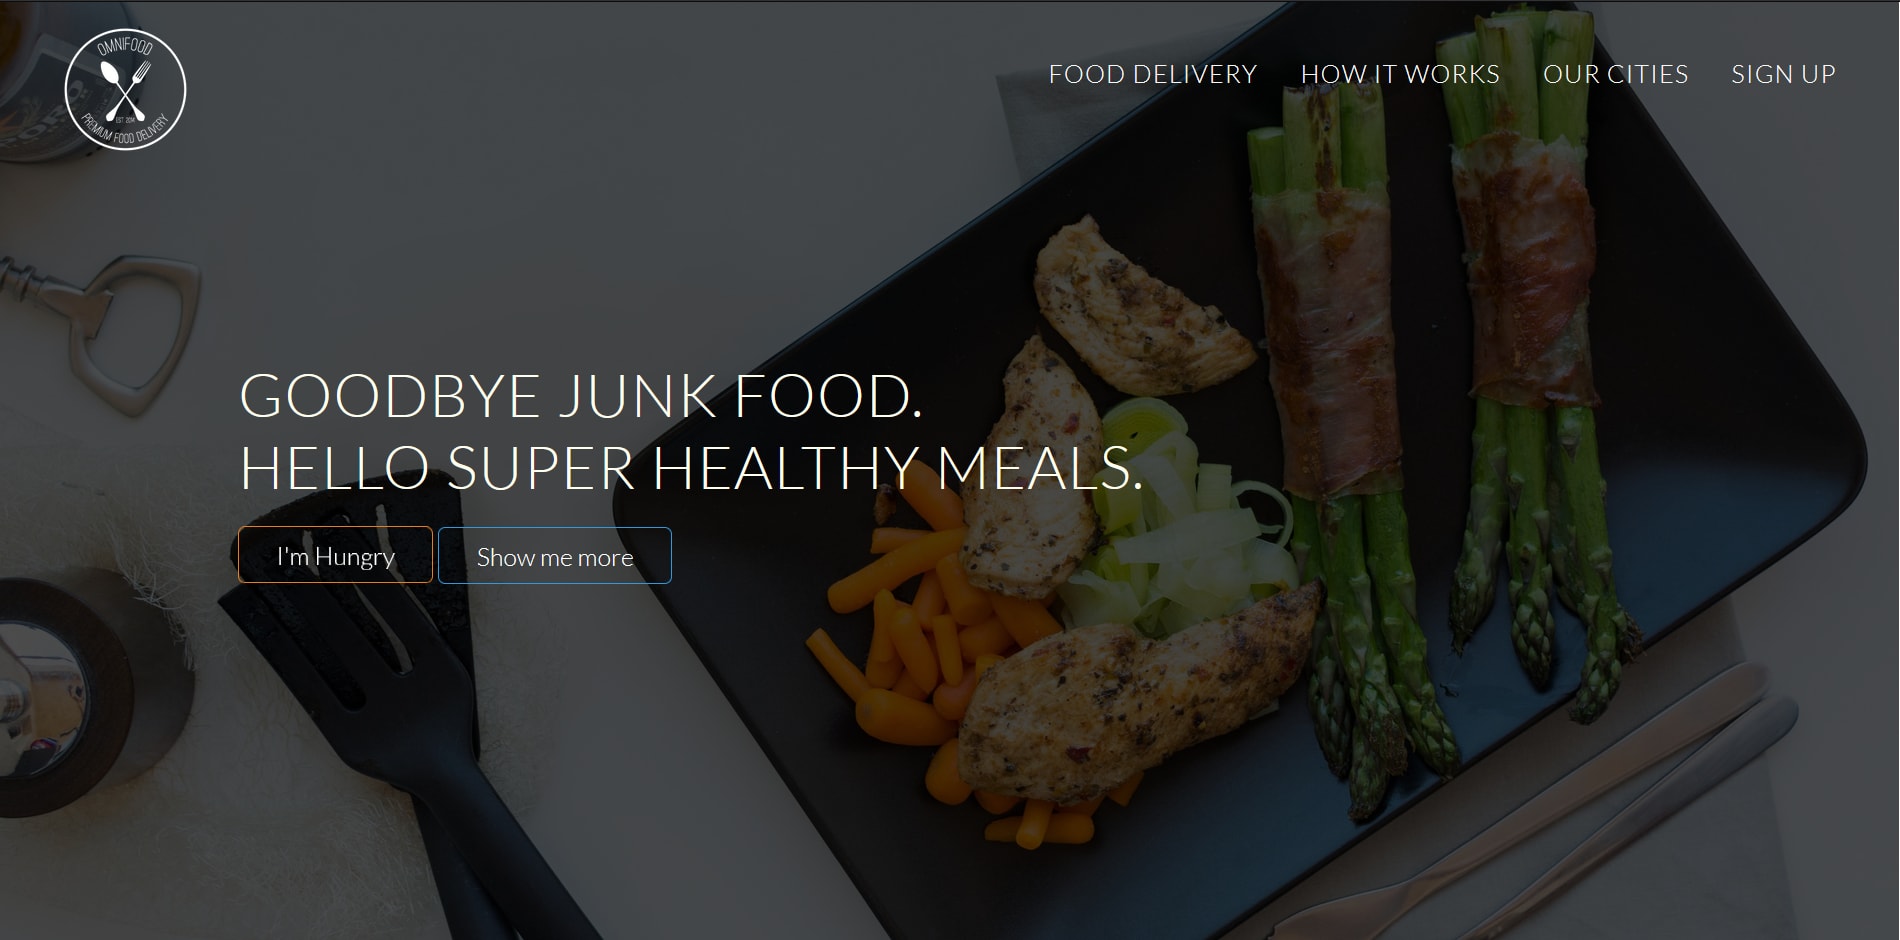 OMNIFOOD
EST 2014
PREMIUM FOOD DELIVERY
FOOD DELIVERY HOW IT WORKS OUR CITIES SIGN UP
GOODBYE JUNK FOOD.
HELLO SUPER HEALTHY MEALS.
I'm Hungry Show me more